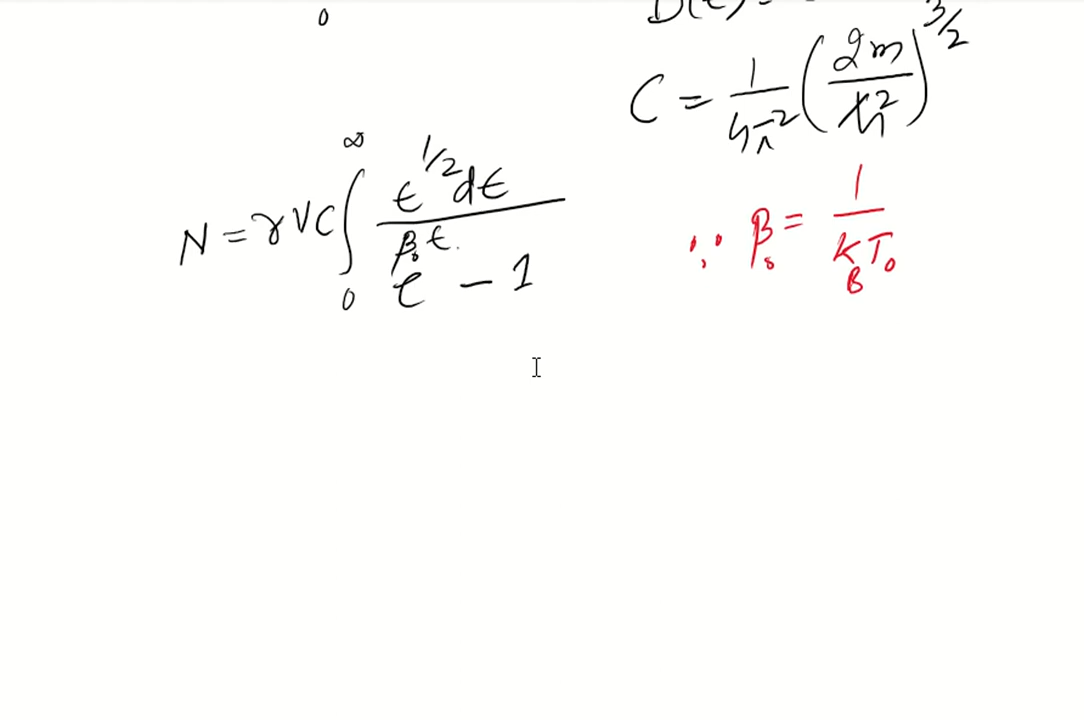 0
D(ε)=
C = 1/4π² (2m/ħ²)^3/2
N = γVC ∫₀^∞ ε^1/2 dε / e^β₀ε − 1
∵ β₀ = 1/k_B T₀